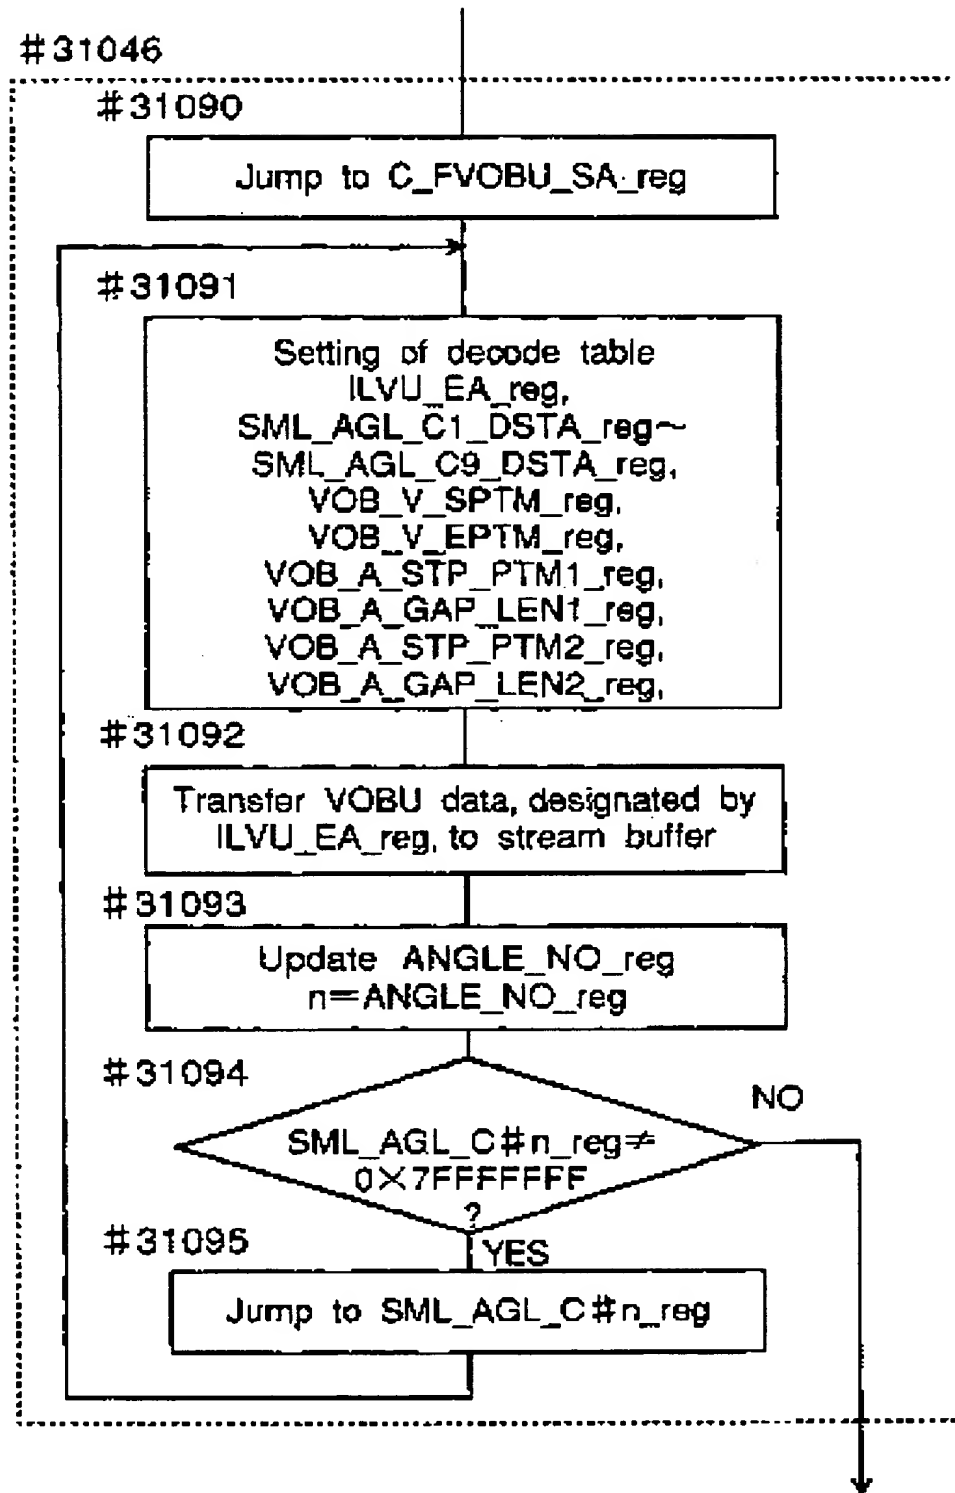 #31046
#31090
Jump to C_FVOBU_SA_reg
#31091
Setting of decode table
ILVU_EA_reg,
SML_AGL_C1_DSTA_reg~
SML_AGL_C9_DSTA_reg,
VOB_V_SPTM_reg,
VOB_V_EPTM_reg,
VOB_A_STP_PTM1_reg,
VOB_A_GAP_LEN1_reg,
VOB_A_STP_PTM2_reg,
VOB_A_GAP_LEN2_reg,
#31092
Transfer VOBU data, designated by
ILVU_EA_reg, to stream buffer
#31093
Update ANGLE_NO_reg
n=ANGLE_NO_reg
#31094
NO
SML_AGL_C#n_reg≠
0×7FFFFFFF
?
#31095
YES
Jump to SML_AGL_C#n_reg